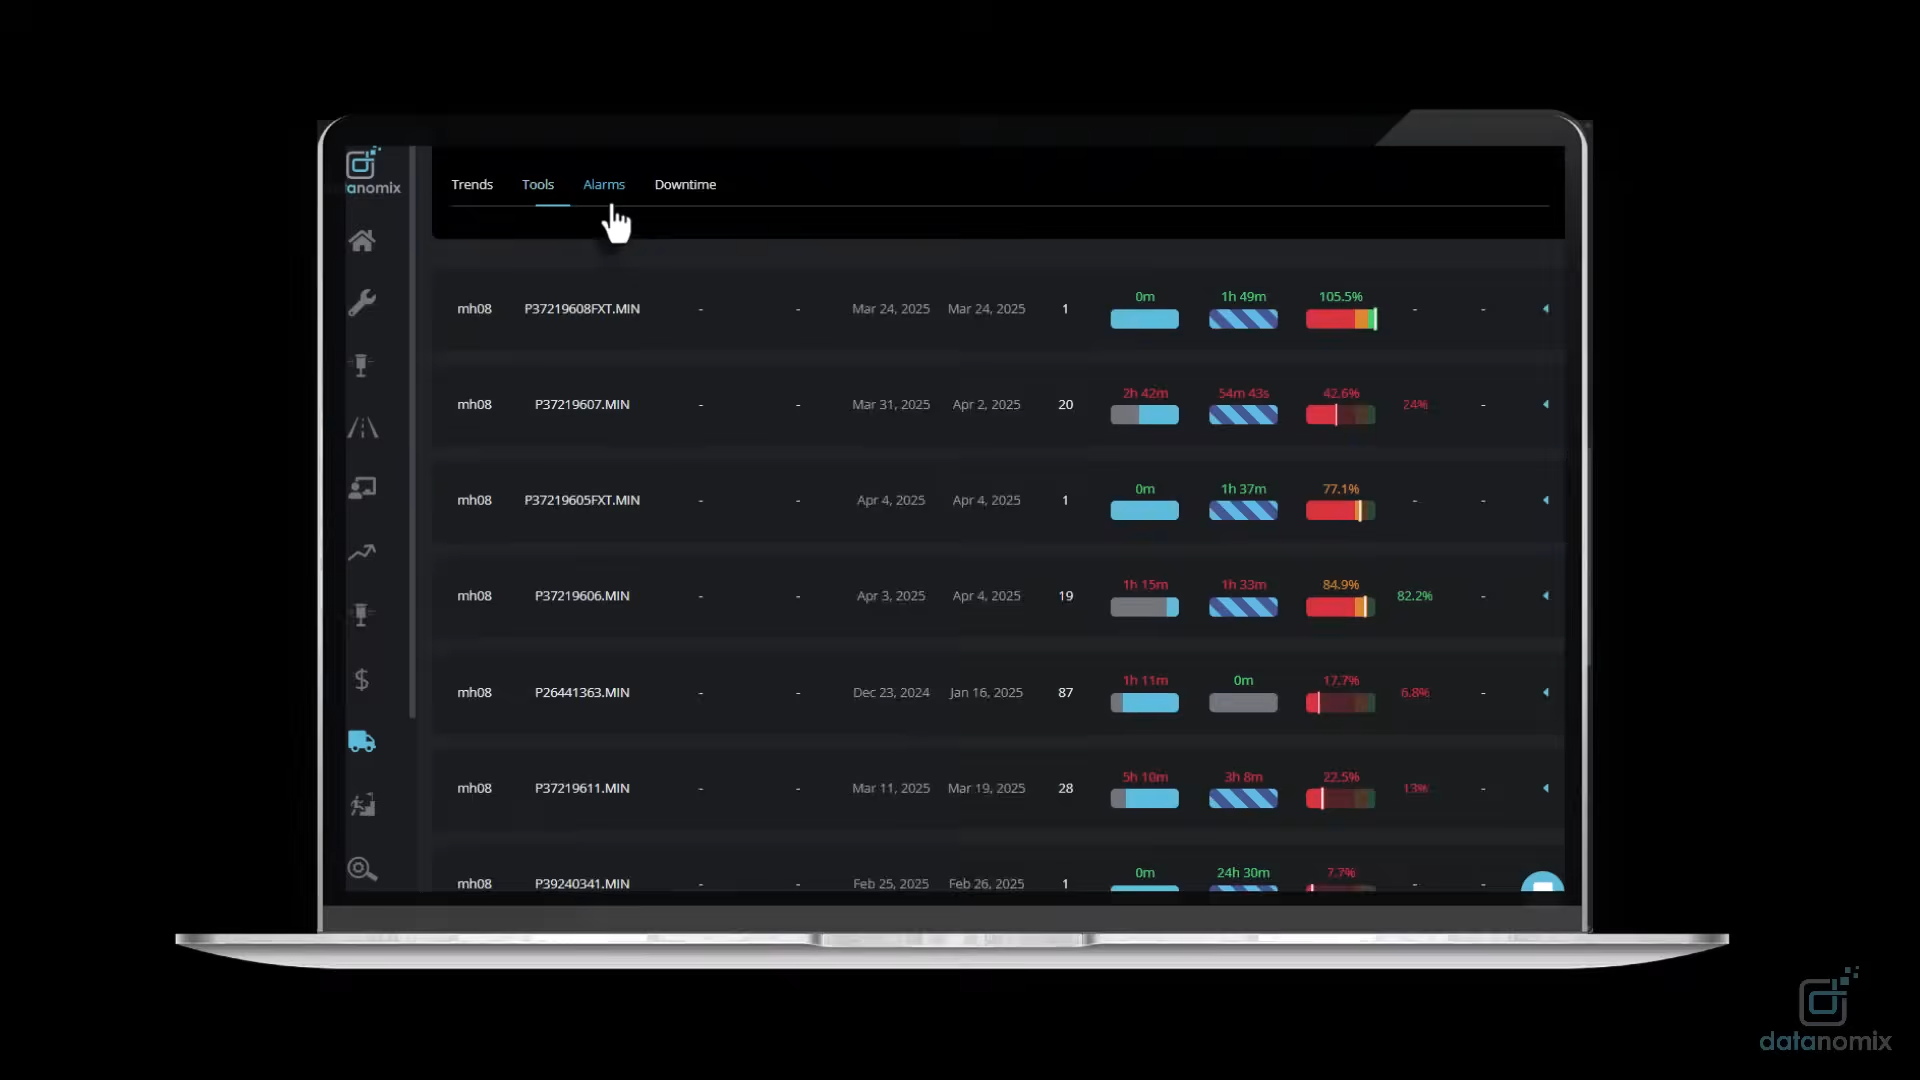 anomix
Trends Tools Alarms Downtime
mh08 P37219608FXT.MIN - - Mar 24, 2025 Mar 24, 2025 1 0m 1h 49m 105.5% - -
mh08 P37219607.MIN - - Mar 31, 2025 Apr 2, 2025 20 2h 42m 54m 43s 42.6% 24% -
mh08 P37219605FXT.MIN - - Apr 4, 2025 Apr 4, 2025 1 0m 1h 37m 77.1% - -
mh08 P37219606.MIN - - Apr 3, 2025 Apr 4, 2025 19 1h 15m 1h 33m 84.9% 82.2% -
mh08 P26441363.MIN - - Dec 23, 2024 Jan 16, 2025 87 1h 11m 0m 17.7% 6.8% -
mh08 P37219611.MIN - - Mar 11, 2025 Mar 19, 2025 28 5h 10m 3h 8m 22.5% 13% -
mh08 P39240341.MIN - - Feb 25, 2025 Feb 26, 2025 1 0m 24h 30m 7.7% - -
datanomix